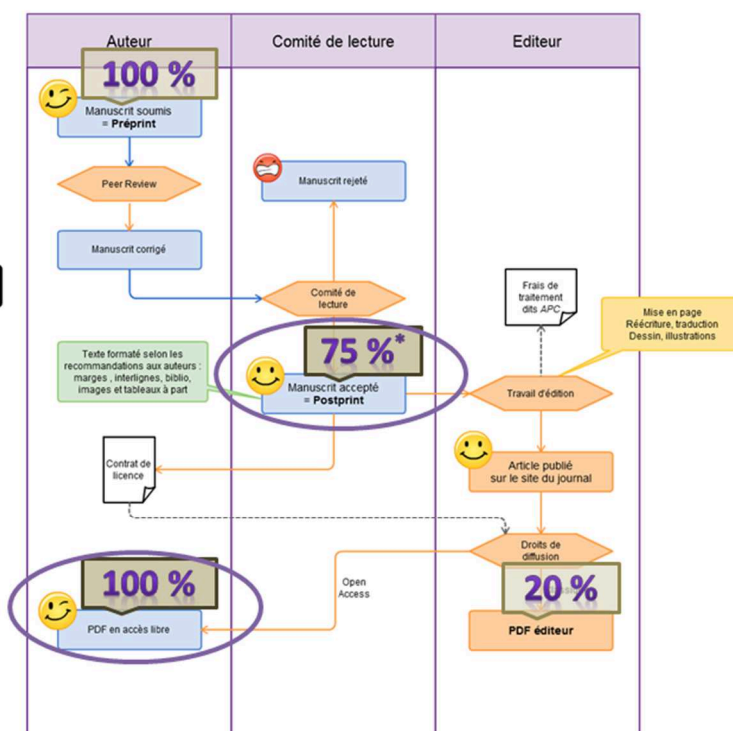 Auteur
Comité de lecture
Editeur
100 %
Manuscrit soumis
= Préprint
Peer Review
Manuscrit rejeté
Manuscrit corrigé
Comité de
lecture
Frais de
traitement
dits APC
Mise en page
Réécriture, traduction
Dessin, illustrations
75 %*
Texte formaté selon les
recommandations aux auteurs :
marges , interlignes, biblio,
images et tableaux à part
Manuscrit accepté
= Postprint
Travail d'édition
Contrat de
licence
Article publié
sur le site du journal
Droits de
diffusion
100 %
Open
Access
20 %
PDF en accès libre
PDF éditeur